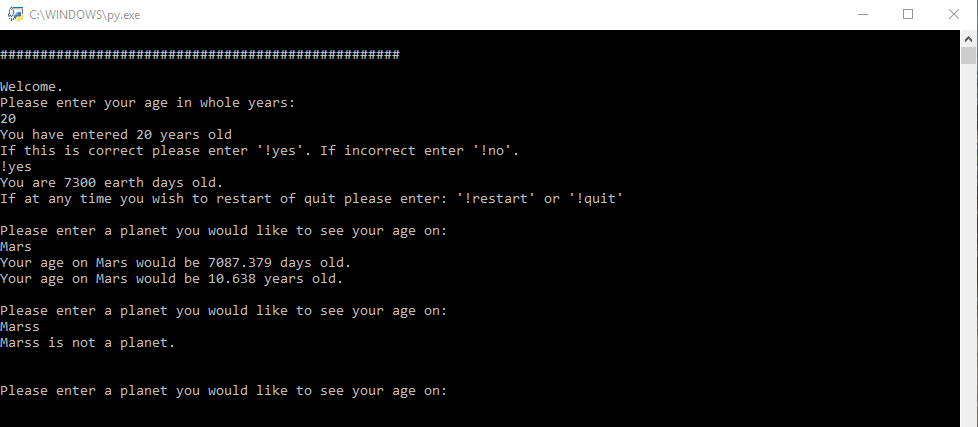 C:\WINDOWS\py.exe
##################################################
Welcome.
Please enter your age in whole years:
20
You have entered 20 years old
If this is correct please enter '!yes'. If incorrect enter '!no'.
!yes
You are 7300 earth days old.
If at any time you wish to restart of quit please enter: '!restart' or '!quit'
Please enter a planet you would like to see your age on:
Mars
Your age on Mars would be 7087.379 days old.
Your age on Mars would be 10.638 years old.
Please enter a planet you would like to see your age on:
Marss
Marss is not a planet.
Please enter a planet you would like to see your age on: